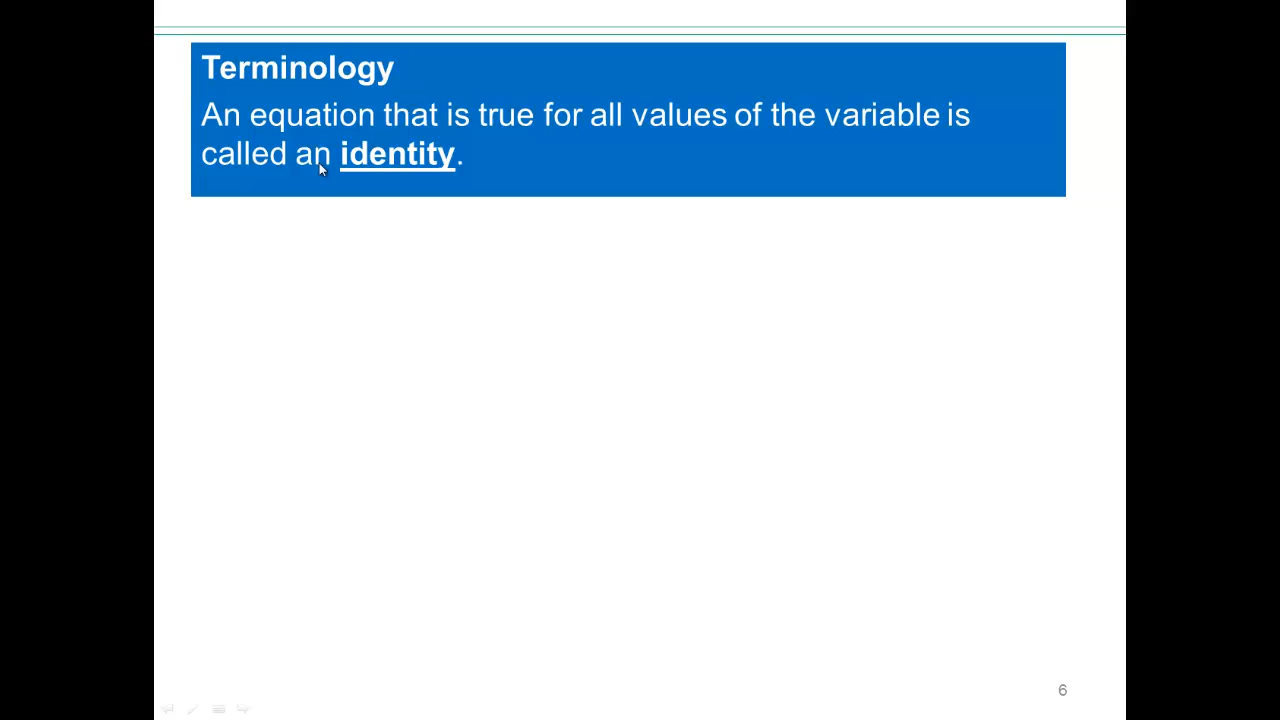 Terminology
An equation that is true for all values of the variable is
called an identity.
6